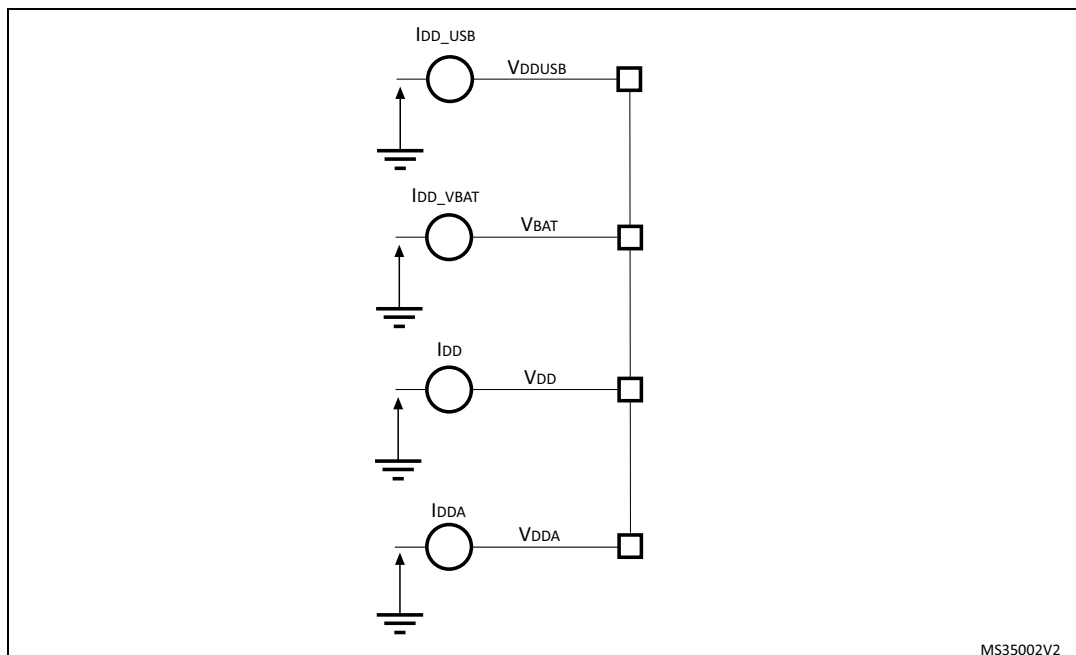 IDD_USB
VDDUSB
IDD_VBAT
VBAT
IDD
VDD
IDDA
VDDA
MS35002V2